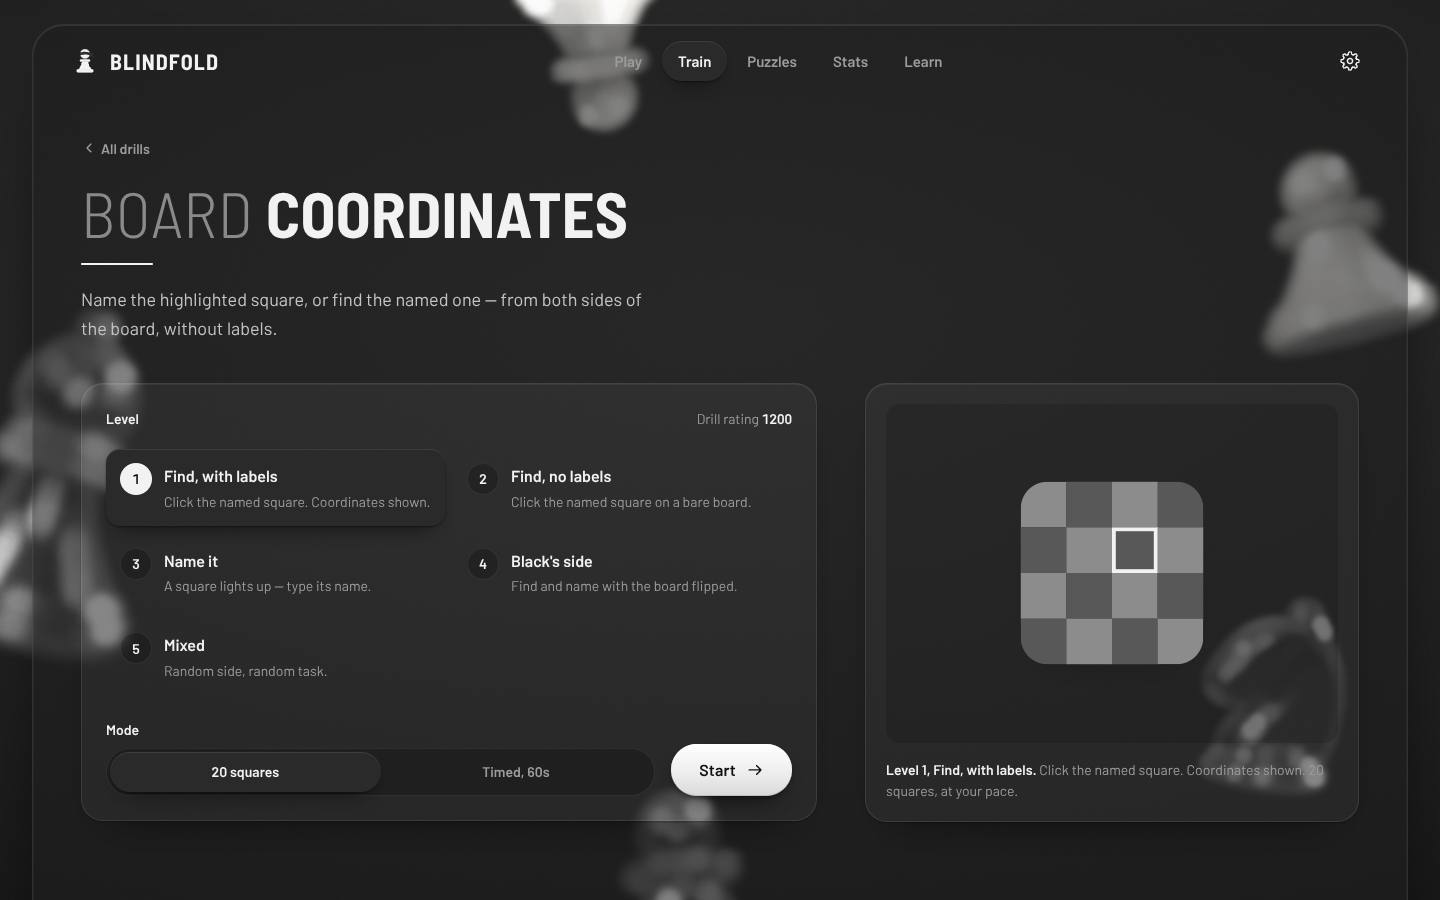 BLINDFOLD
Play
Train
Puzzles
Stats
Learn
All drills
BOARD COORDINATES
Name the highlighted square, or find the named one — from both sides of
the board, without labels.
Level
Drill rating 1200
1
Find, with labels
Click the named square. Coordinates shown.
2
Find, no labels
Click the named square on a bare board.
3
Name it
A square lights up — type its name.
4
Black's side
Find and name with the board flipped.
5
Mixed
Random side, random task.
Mode
20 squares
Timed, 60s
Start
Level 1, Find, with labels. Click the named square. Coordinates shown. 20
squares, at your pace.